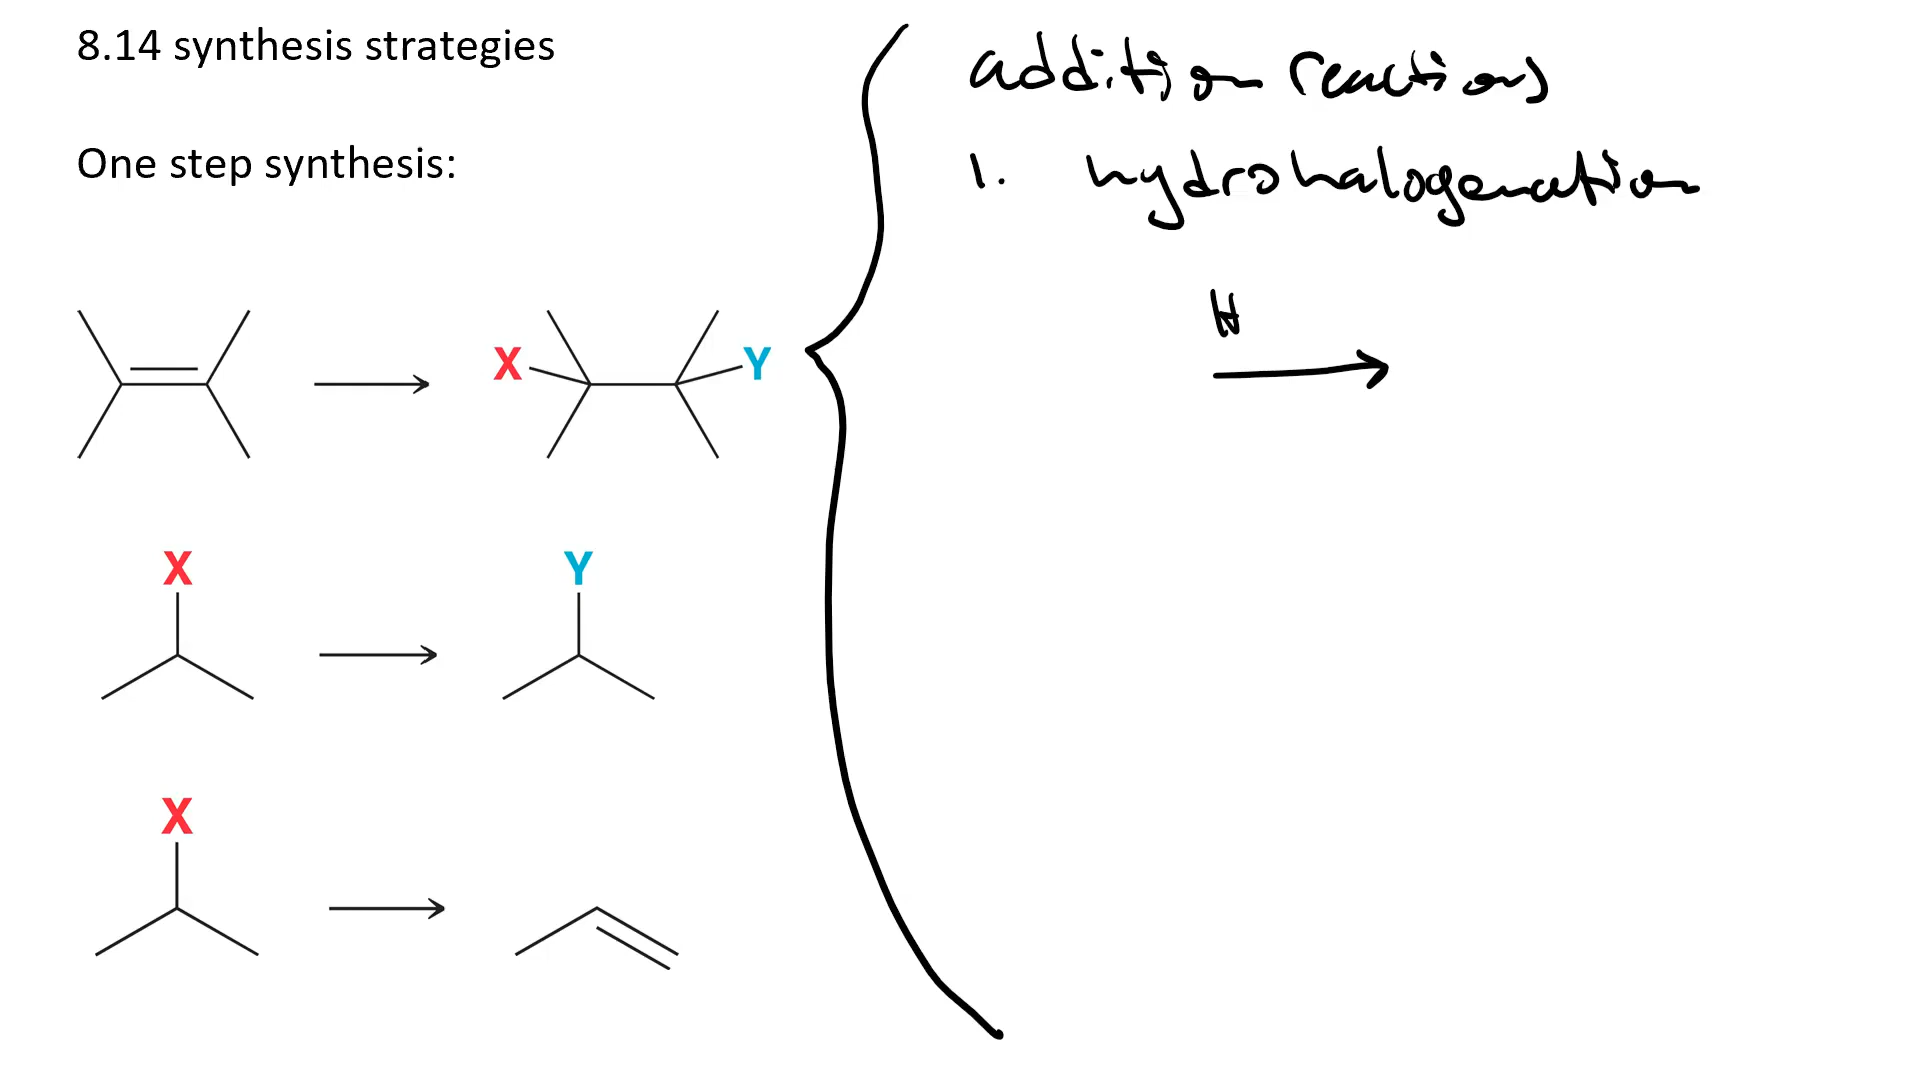 8.14 synthesis strategies
One step synthesis:
X Y
X Y
X
addition reactions
1. hydrohalogenation
H